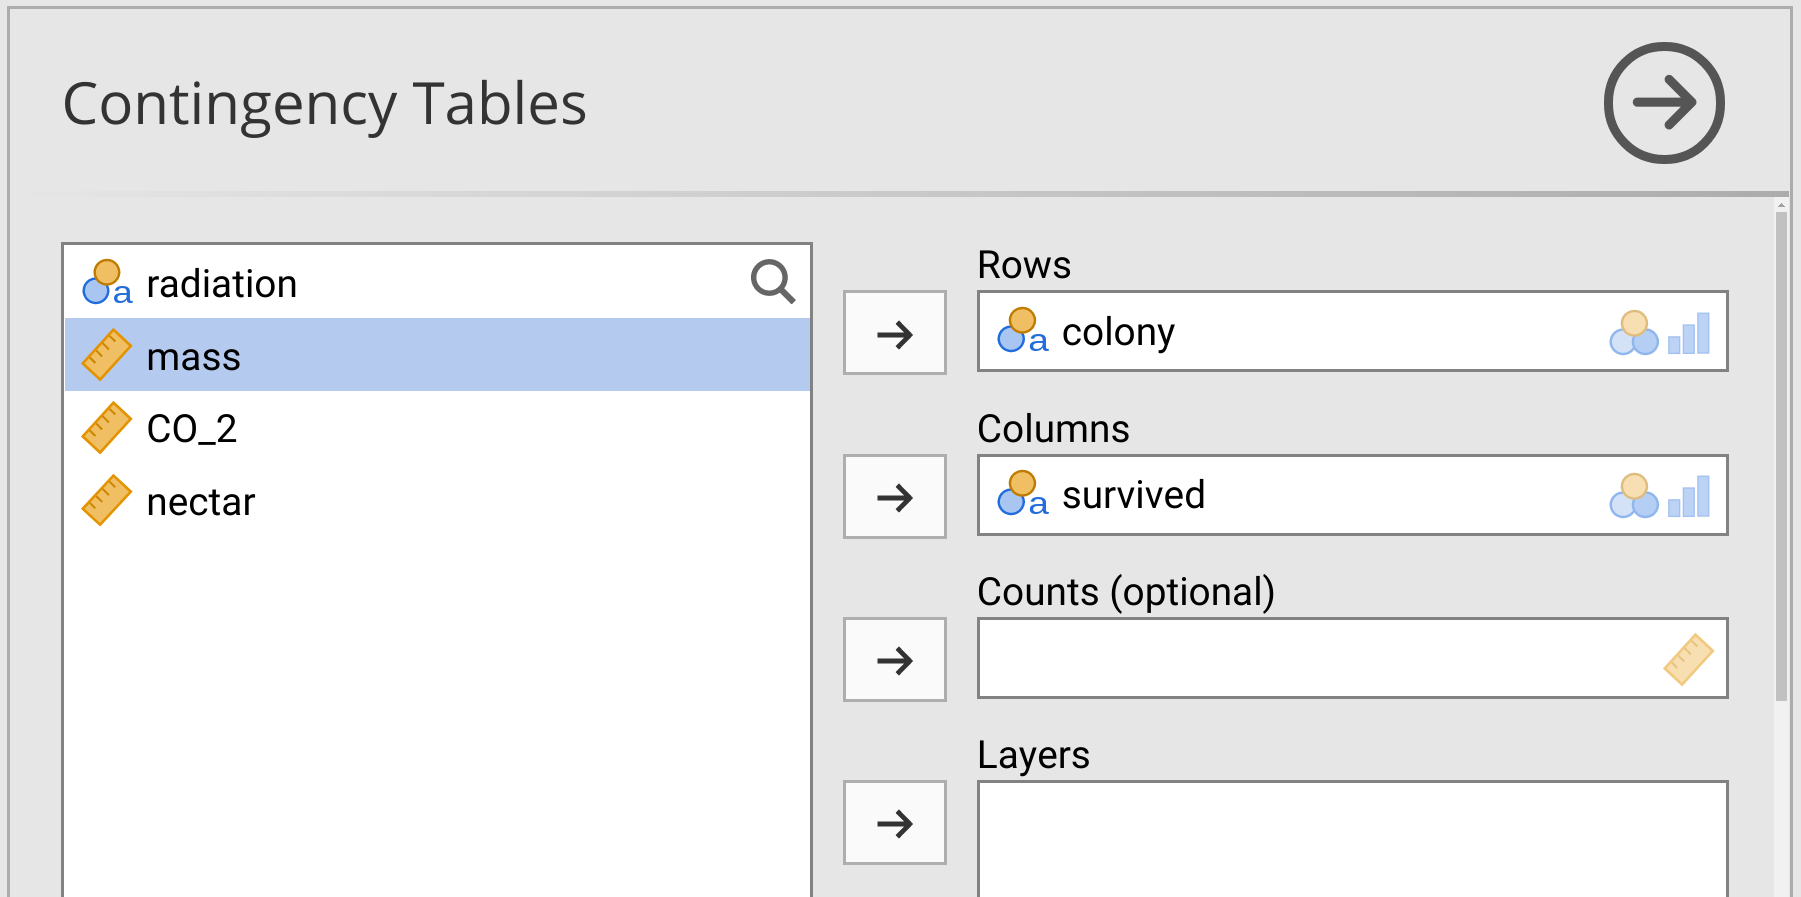 Contingency Tables
radiation
mass
CO_2
nectar
Rows
colony
Columns
survived
Counts (optional)
Layers